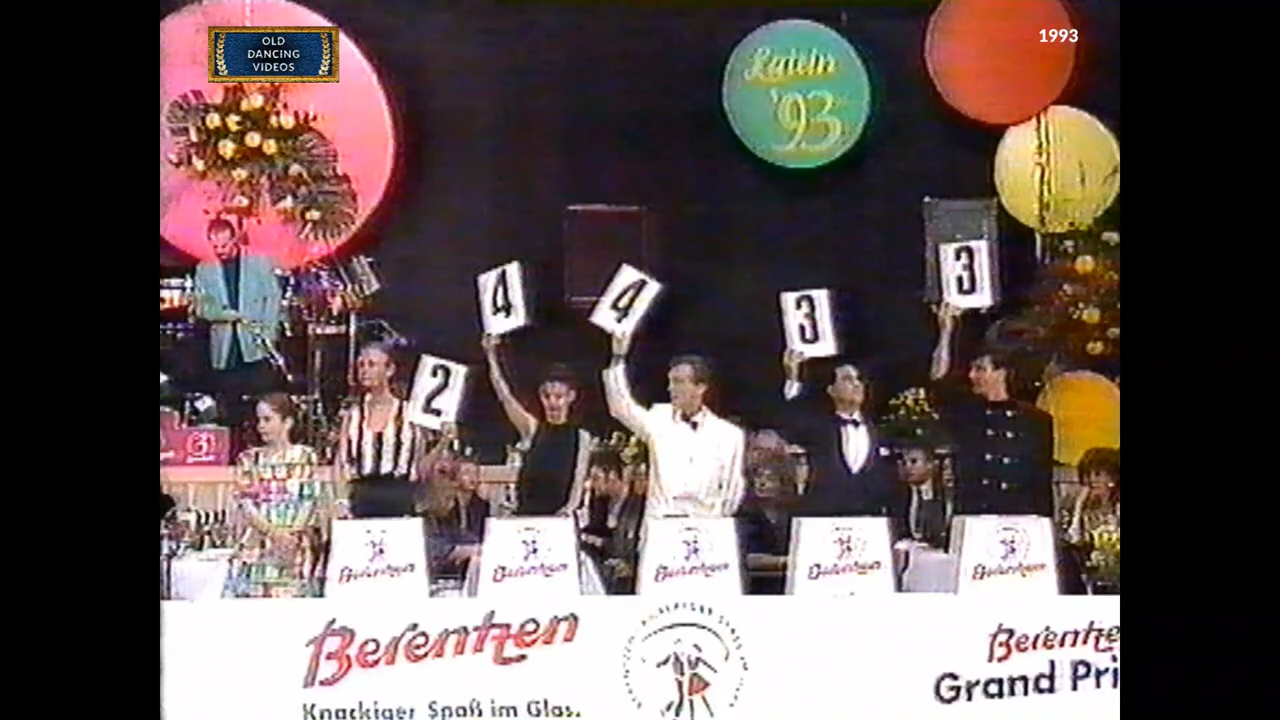 OLD
DANCING
VIDEOS
1993
Latein
'93
4
4
3
3
2
Berentzen
Berentzen
Berentzen
Berentzen
Berentzen
Berentzen
Knackiger Spaß im Glas.
Berentze
Grand Pri